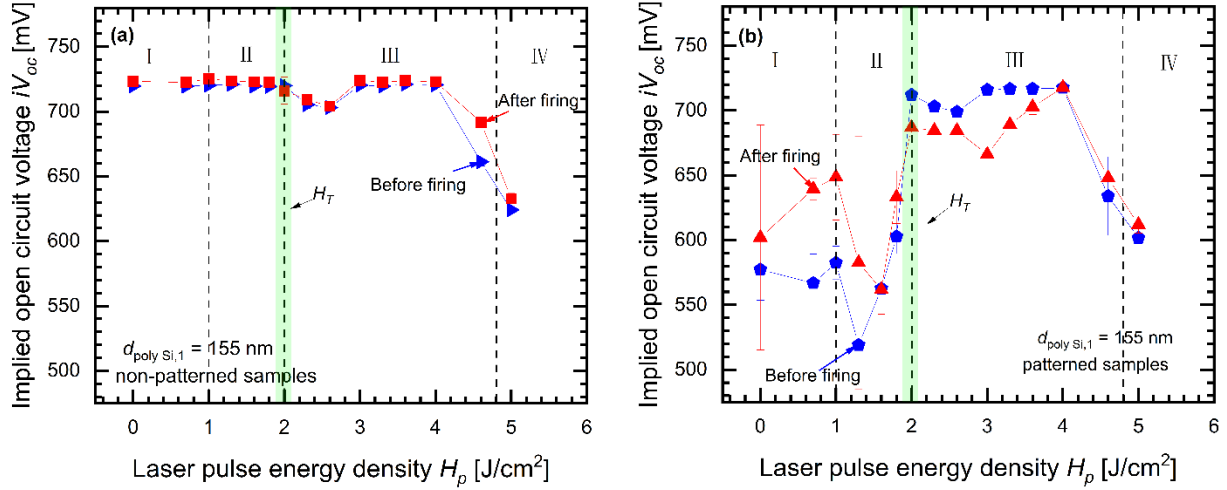 (a)
I
II
III
IV
After firing
Before firing
H_T
d_poly Si,1 = 155 nm
non-patterned samples
750
700
650
600
550
500
0 1 2 3 4 5 6
Implied open circuit voltage iV_oc [mV]
Laser pulse energy density H_p [J/cm²]
(b)
I
II
III
IV
After firing
H_T
Before firing
d_poly Si,1 = 155 nm
patterned samples
750
700
650
600
550
500
0 1 2 3 4 5 6
Implied open circuit voltage iV_oc [mV]
Laser pulse energy density H_p [J/cm²]